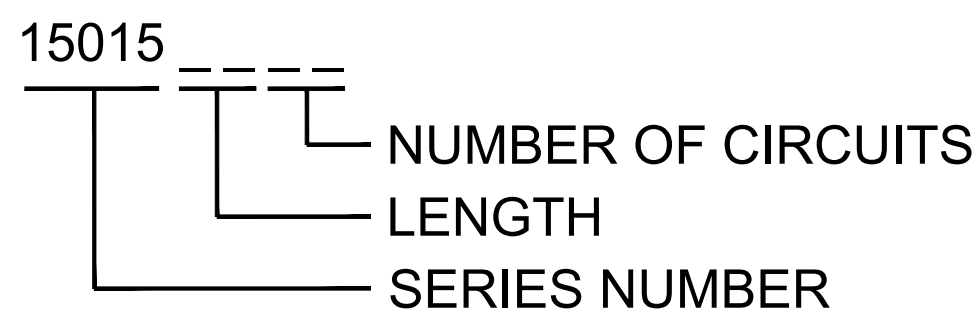 15015 _ _ _ _
NUMBER OF CIRCUITS
LENGTH
SERIES NUMBER